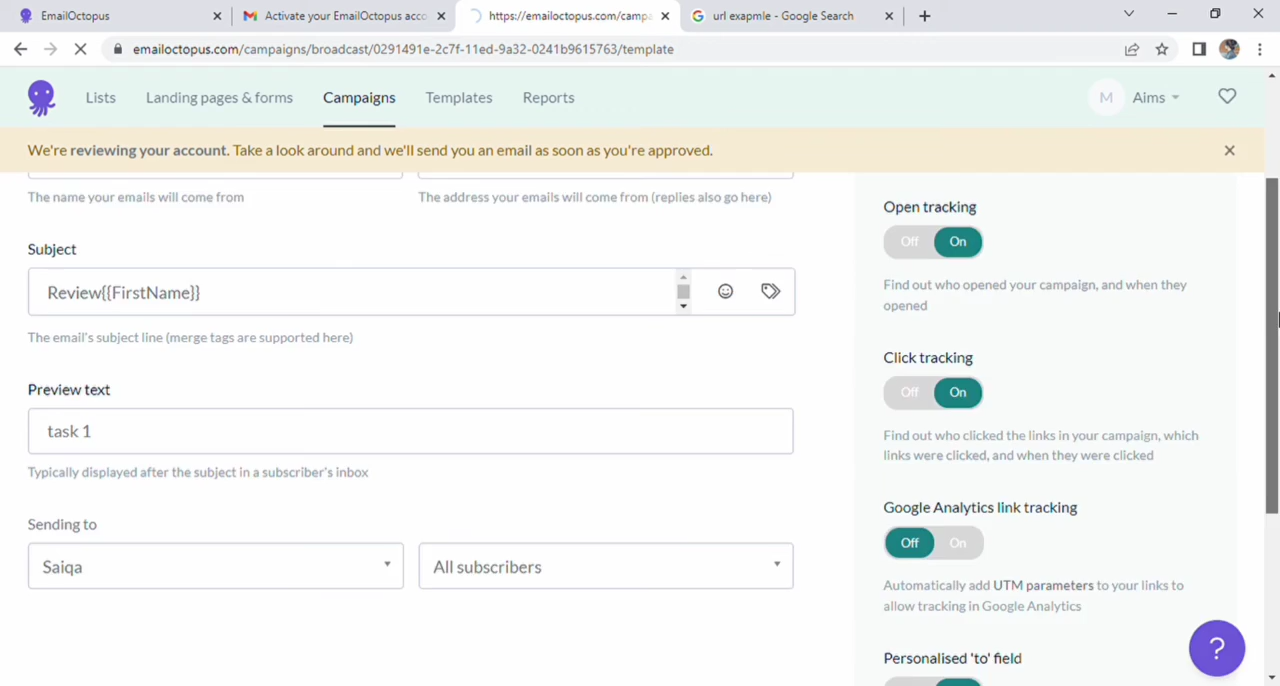 EmailOctopus
Activate your EmailOctopus acco
https://emailoctopus.com/campa
url exapmle - Google Search
emailoctopus.com/campaigns/broadcast/0291491e-2c7f-11ed-9a32-0241b9615763/template
Lists
Landing pages & forms
Campaigns
Templates
Reports
M
Aims
We're reviewing your account. Take a look around and we'll send you an email as soon as you're approved.
The name your emails will come from
The address your emails will come from (replies also go here)
Subject
Review{{FirstName}}
The email's subject line (merge tags are supported here)
Preview text
task 1
Typically displayed after the subject in a subscriber's inbox
Sending to
Saiqa
All subscribers
Open tracking
Off
On
Find out who opened your campaign, and when they
opened
Click tracking
Off
On
Find out who clicked the links in your campaign, which
links were clicked, and when they were clicked
Google Analytics link tracking
Off
On
Automatically add UTM parameters to your links to
allow tracking in Google Analytics
Personalised 'to' field
?